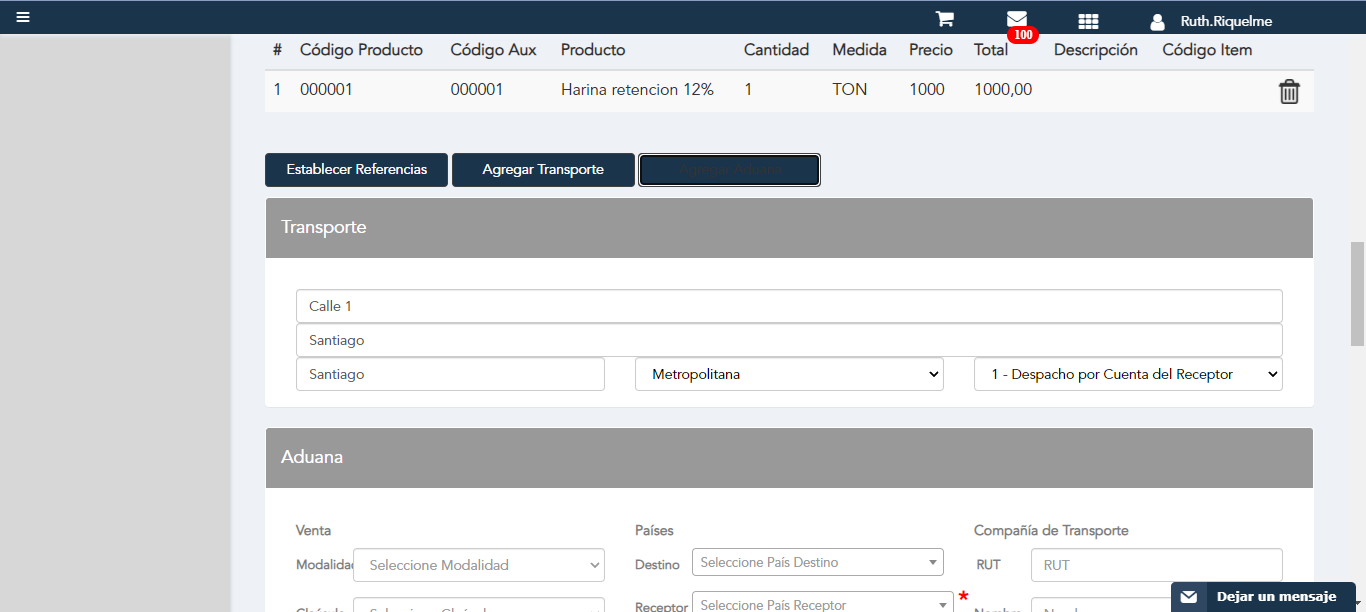 Ruth.Riquelme
100
# Código Producto Código Aux Producto Cantidad Medida Precio Total Descripción Código Item
1 000001 000001 Harina retencion 12% 1 TON 1000 1000,00
Establecer Referencias Agregar Transporte Agregar Aduana
Transporte
Calle 1
Santiago
Santiago Metropolitana 1 - Despacho por Cuenta del Receptor
Aduana
Venta Países Compañía de Transporte
Modalidad Seleccione Modalidad Destino Seleccione País Destino RUT RUT
Receptor Seleccione País Receptor *
Dejar un mensaje